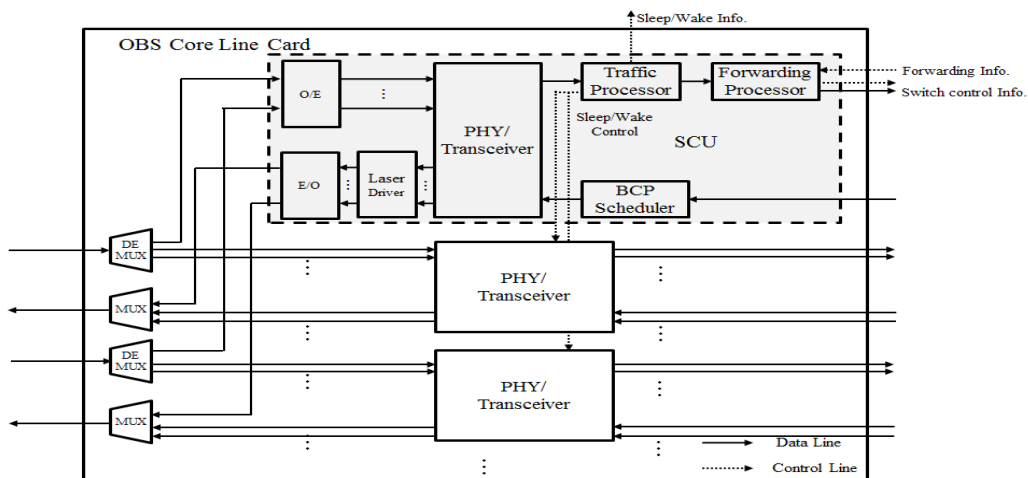 Sleep/Wake Info.
OBS Core Line Card
O/E
PHY/
Transceiver
Traffic
Processor
Forwarding
Processor
Forwarding Info.
Switch control Info.
Sleep/Wake
Control
SCU
E/O
Laser
Driver
BCP
Scheduler
DE
MUX
PHY/
Transceiver
MUX
DE
MUX
PHY/
Transceiver
MUX
Data Line
Control Line